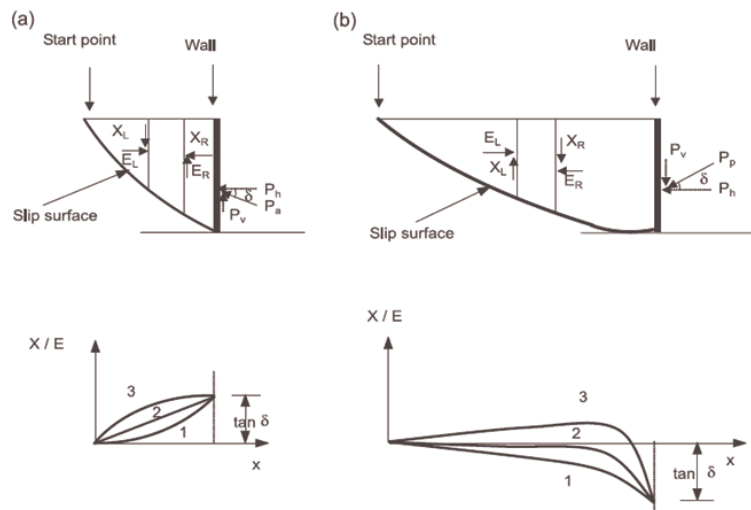 (a)
Start point
Wall
X_L
E_L
X_R
E_R
P_h
δ
P_a
P_v
Slip surface
(b)
Start point
Wall
E_L
X_L
X_R
E_R
P_v
P_p
δ
P_h
Slip surface
X / E
3
2
1
tan δ
x
X / E
3
2
1
tan δ
x